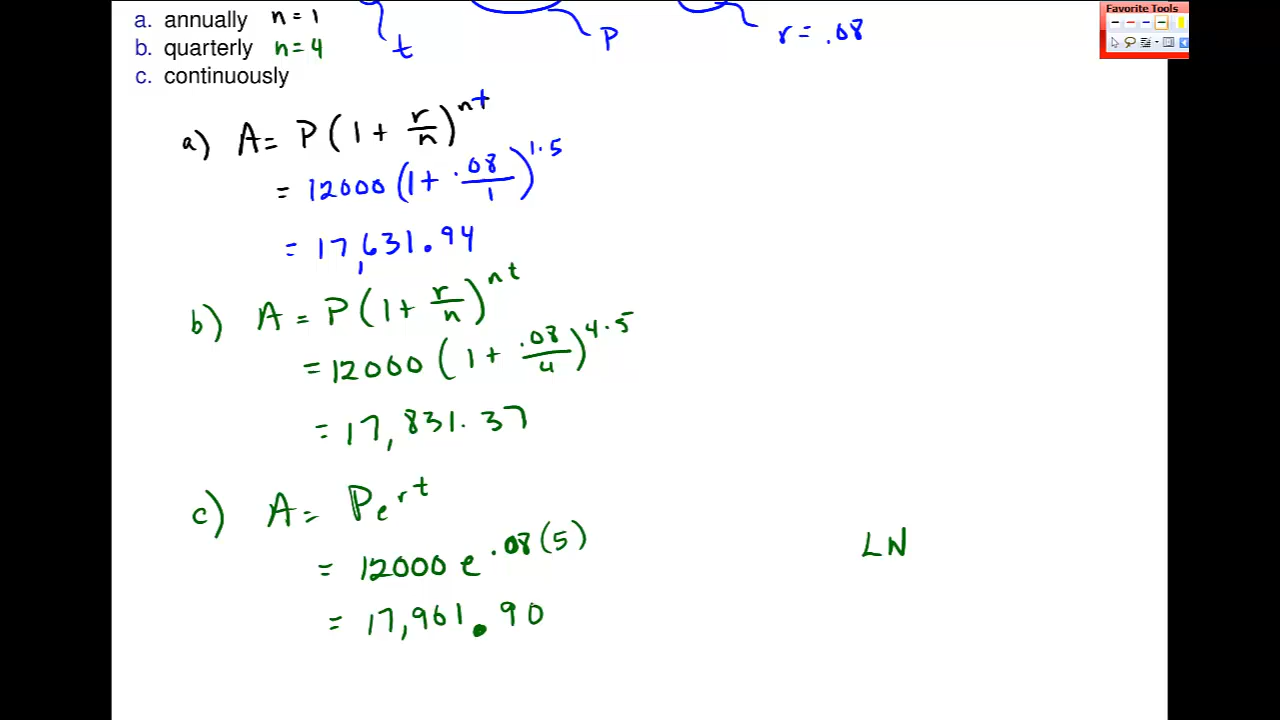 Favorite Tools
a. annually n = 1
b. quarterly n = 4
c. continuously
t
P
r = .08
a) A = P(1 + r/n)^nt
= 12000(1 + .08/1)^1·5
= 17,631.94
b) A = P(1 + r/n)^nt
= 12000(1 + .08/4)^4·5
= 17,831.37
c) A = Pe^rt
= 12000e^.08(5)
= 17,961.90
LN